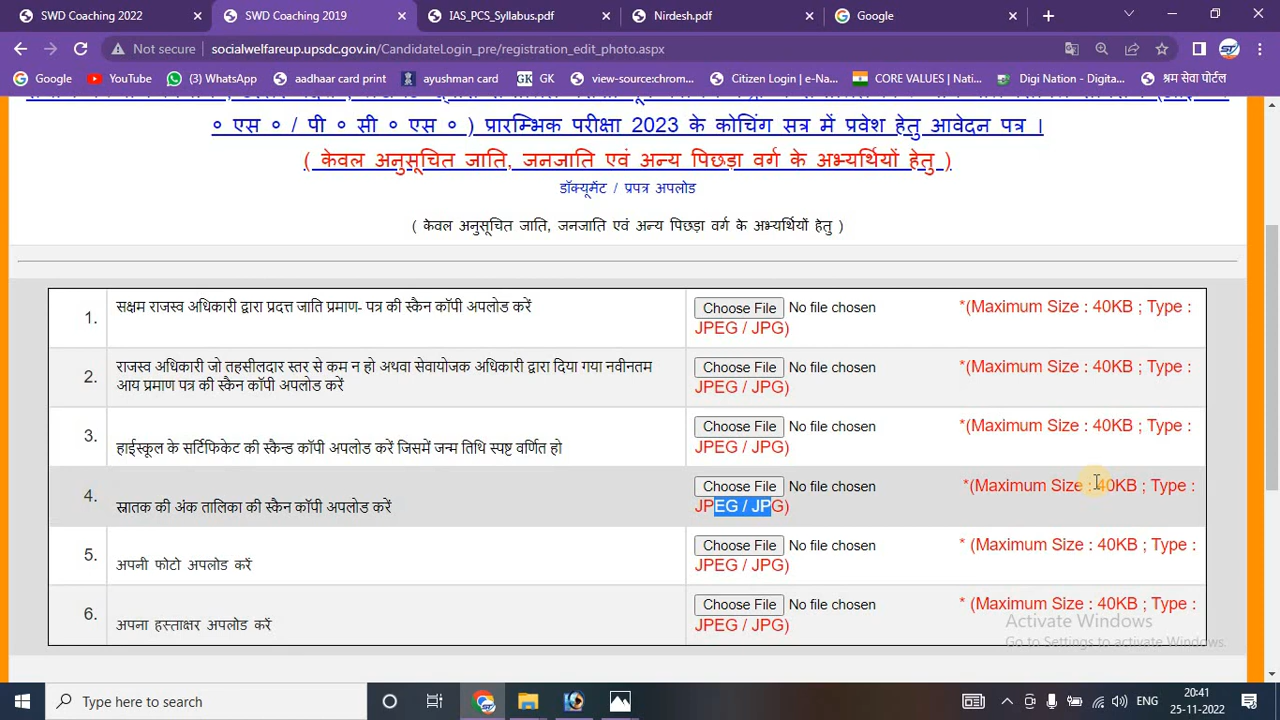 SWD Coaching 2022
SWD Coaching 2019
IAS_PCS_Syllabus.pdf
Nirdesh.pdf
Google
Not secure
socialwelfareup.upsdc.gov.in/CandidateLogin_pre/registration_edit_photo.aspx
Google
YouTube
(3) WhatsApp
aadhaar card print
ayushman card
GK GK
view-source:chrom...
Citizen Login | e-Na...
CORE VALUES | Nati...
Digi Nation - Digita...
श्रम सेवा पोर्टल
० एस ० / पी ० सी ० एस ० ) प्रारम्भिक परीक्षा 2023 के कोचिंग सत्र में प्रवेश हेतु आवेदन पत्र ।
( केवल अनुसूचित जाति, जनजाति एवं अन्य पिछड़ा वर्ग के अभ्यर्थियों हेतु )
डॉक्यूमेंट / प्रपत्र अपलोड
( केवल अनुसूचित जाति, जनजाति एवं अन्य पिछड़ा वर्ग के अभ्यर्थियों हेतु )
1. सक्षम राजस्व अधिकारी द्वारा प्रदत्त जाति प्रमाण- पत्र की स्कैन कॉपी अपलोड करें
Choose File No file chosen *(Maximum Size : 40KB ; Type :
JPEG / JPG)
2. राजस्व अधिकारी जो तहसीलदार स्तर से कम न हो अथवा सेवायोजक अधिकारी द्वारा दिया गया नवीनतम
आय प्रमाण पत्र की स्कैन कॉपी अपलोड करें
Choose File No file chosen *(Maximum Size : 40KB ; Type :
JPEG / JPG)
3. हाईस्कूल के सर्टिफिकेट की स्कैन्ड कॉपी अपलोड करें जिसमें जन्म तिथि स्पष्ट वर्णित हो
Choose File No file chosen *(Maximum Size : 40KB ; Type :
JPEG / JPG)
4. स्नातक की अंक तालिका की स्कैन कॉपी अपलोड करें
Choose File No file chosen *(Maximum Size : 40KB ; Type :
JPEG / JPG)
5. अपनी फोटो अपलोड करें
Choose File No file chosen * (Maximum Size : 40KB ; Type :
JPEG / JPG)
6. अपना हस्ताक्षर अपलोड करें
Choose File No file chosen * (Maximum Size : 40KB ; Type :
JPEG / JPG)
Activate Windows
Go to Settings to activate Windows.
Type here to search
ENG
20:41
25-11-2022